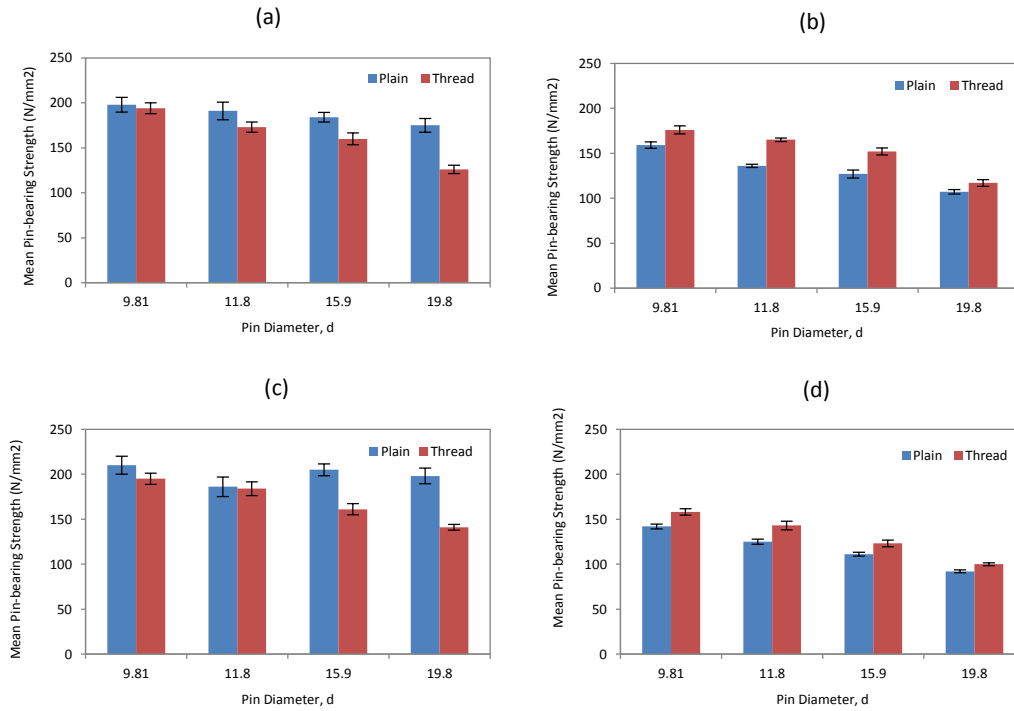 (a)
250
200
150
100
50
0
Mean Pin-bearing Strength (N/mm2)
Plain Thread
9.81 11.8 15.9 19.8
Pin Diameter, d
(b)
250
200
150
100
50
0
Mean Pin-bearing Strength (N/mm2)
Plain Thread
9.81 11.8 15.9 19.8
Pin Diameter, d
(c)
250
200
150
100
50
0
Mean Pin-bearing Strength (N/mm2)
Plain Thread
9.81 11.8 15.9 19.8
Pin Diameter, d
(d)
250
200
150
100
50
0
Mean Pin-bearing Strength (N/mm2)
Plain Thread
9.81 11.8 15.9 19.8
Pin Diameter, d